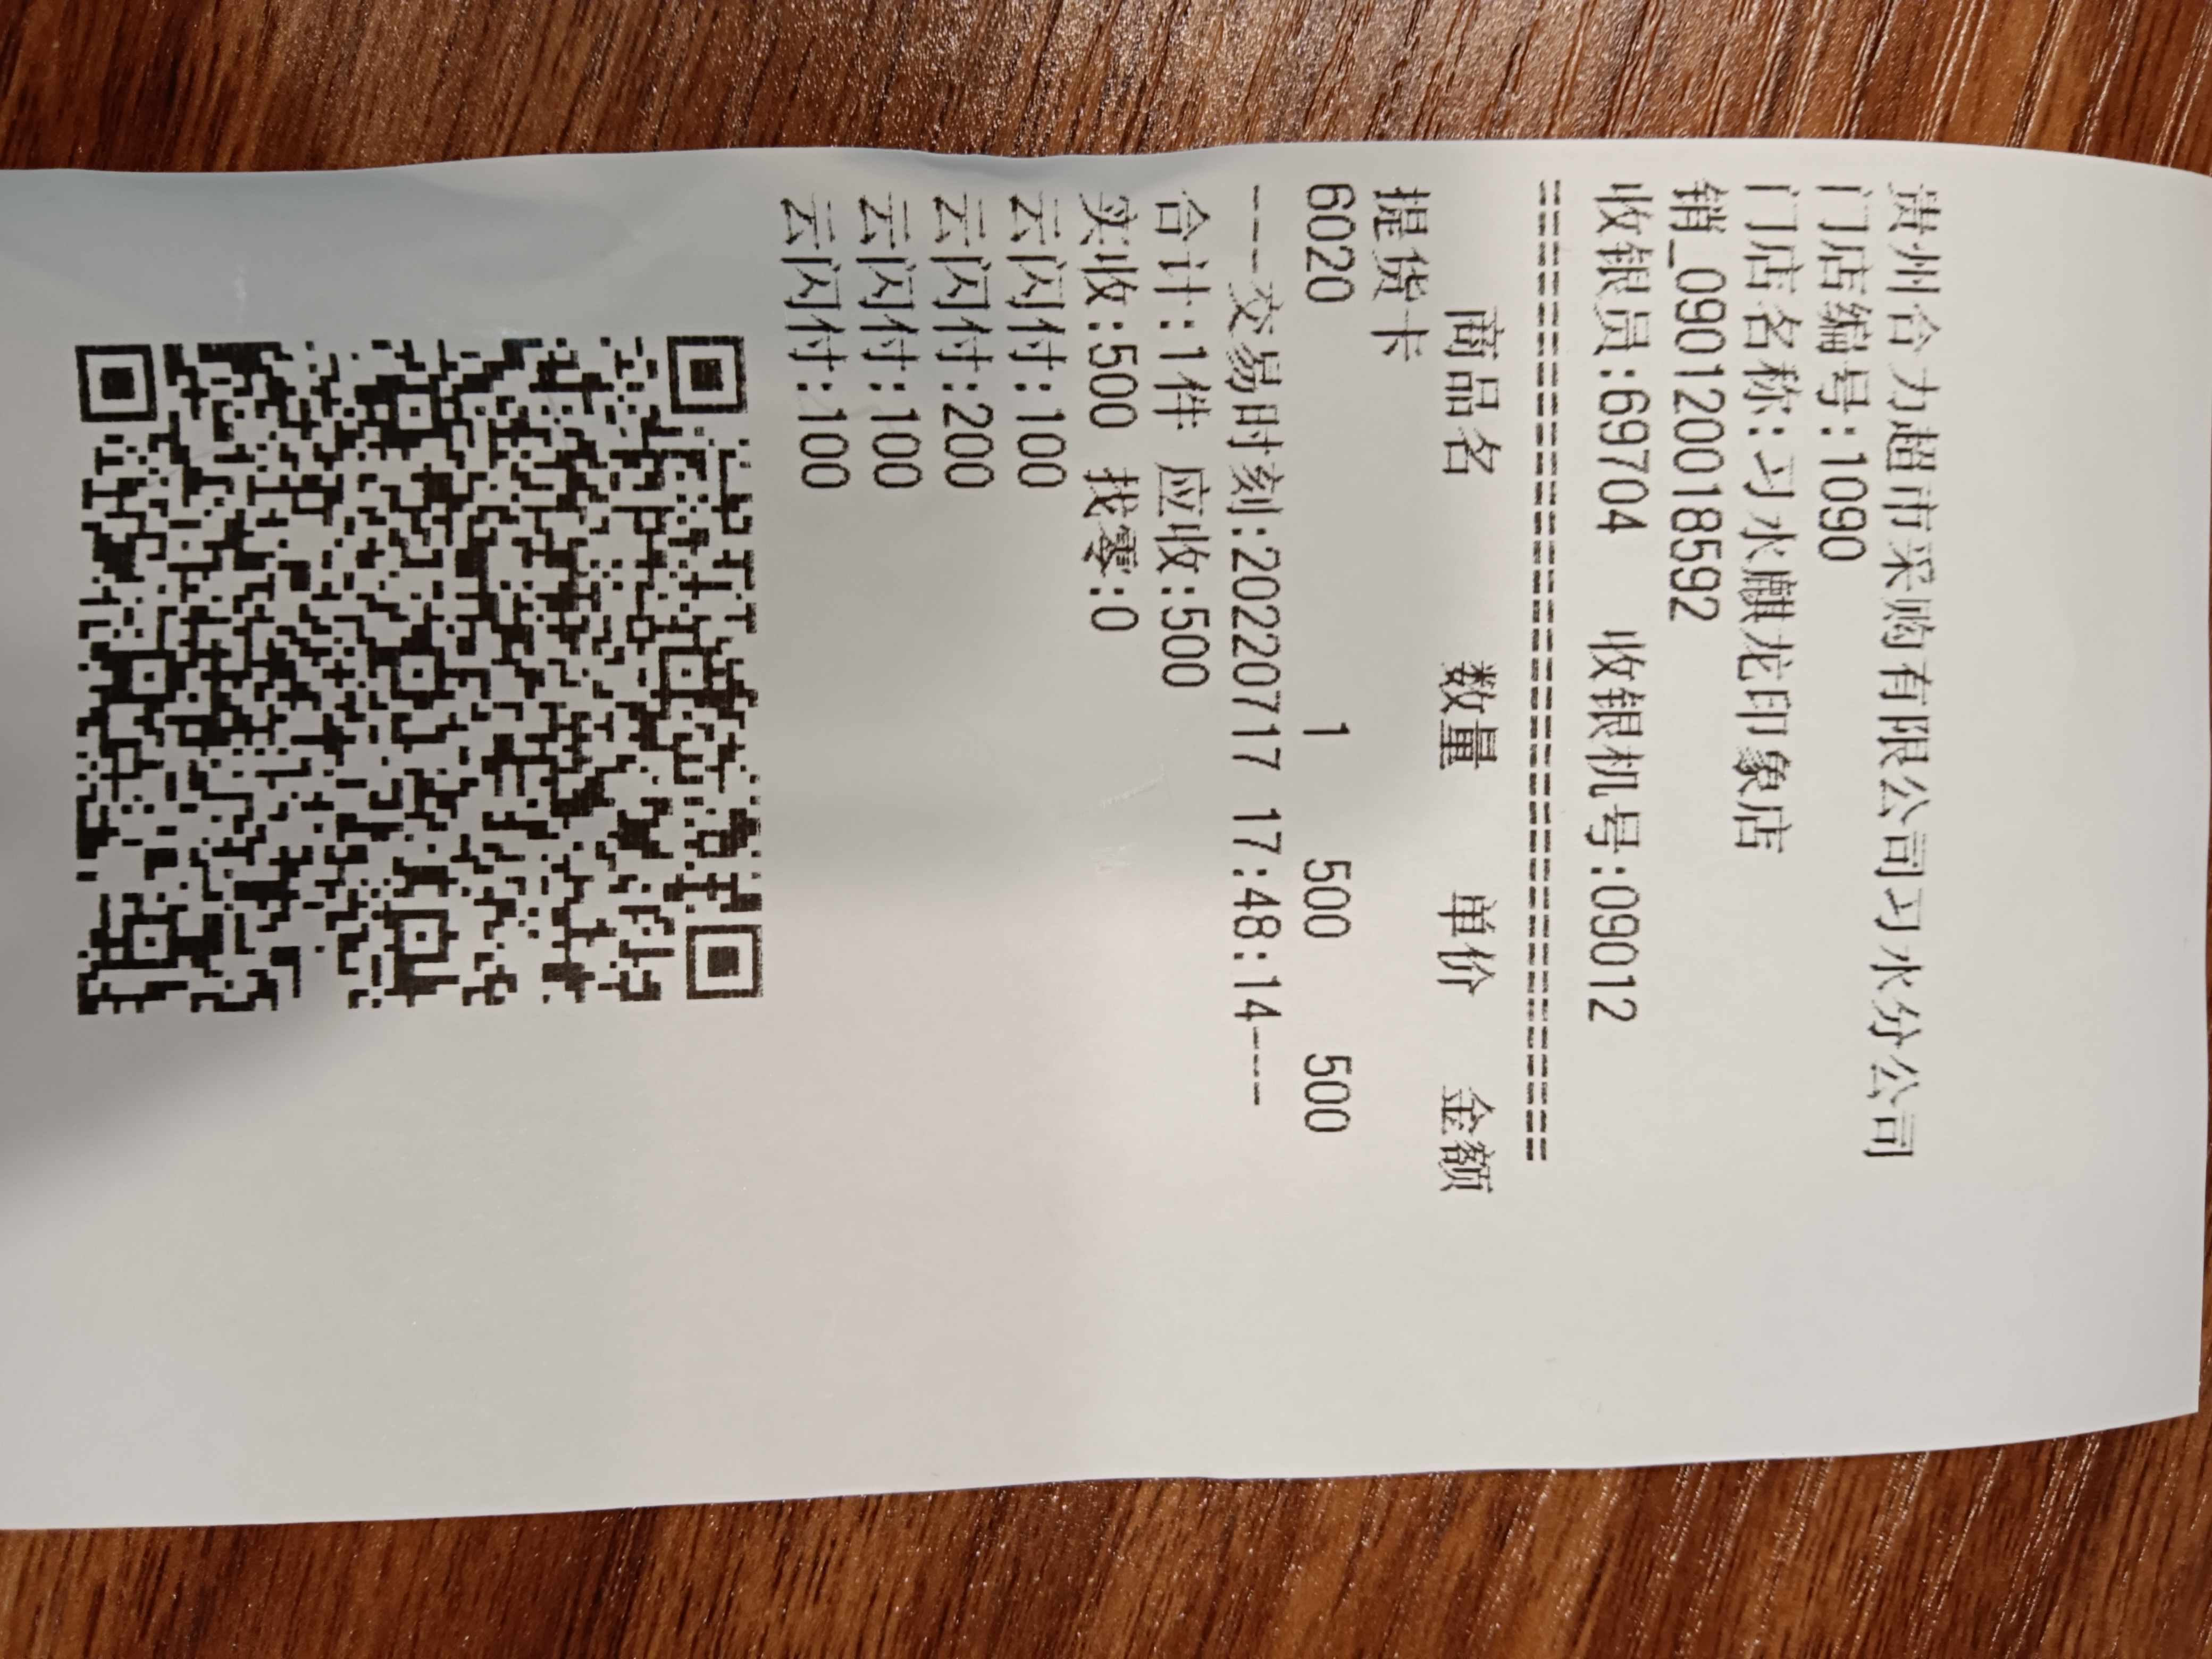 贵州合力超市采购有限公司习水分公司
门店编号:1090
门店名称:习水麒龙印象店
销_0901200018592
收银员:69704 收银机号:09012
==========================================
商品名 数量 单价 金额
提货卡
6020 1 500 500
---交易时刻:20220717 17:48:14----
合计:1件 应收:500
实收:500 找零:0
云闪付:100
云闪付:200
云闪付:100
云闪付:100